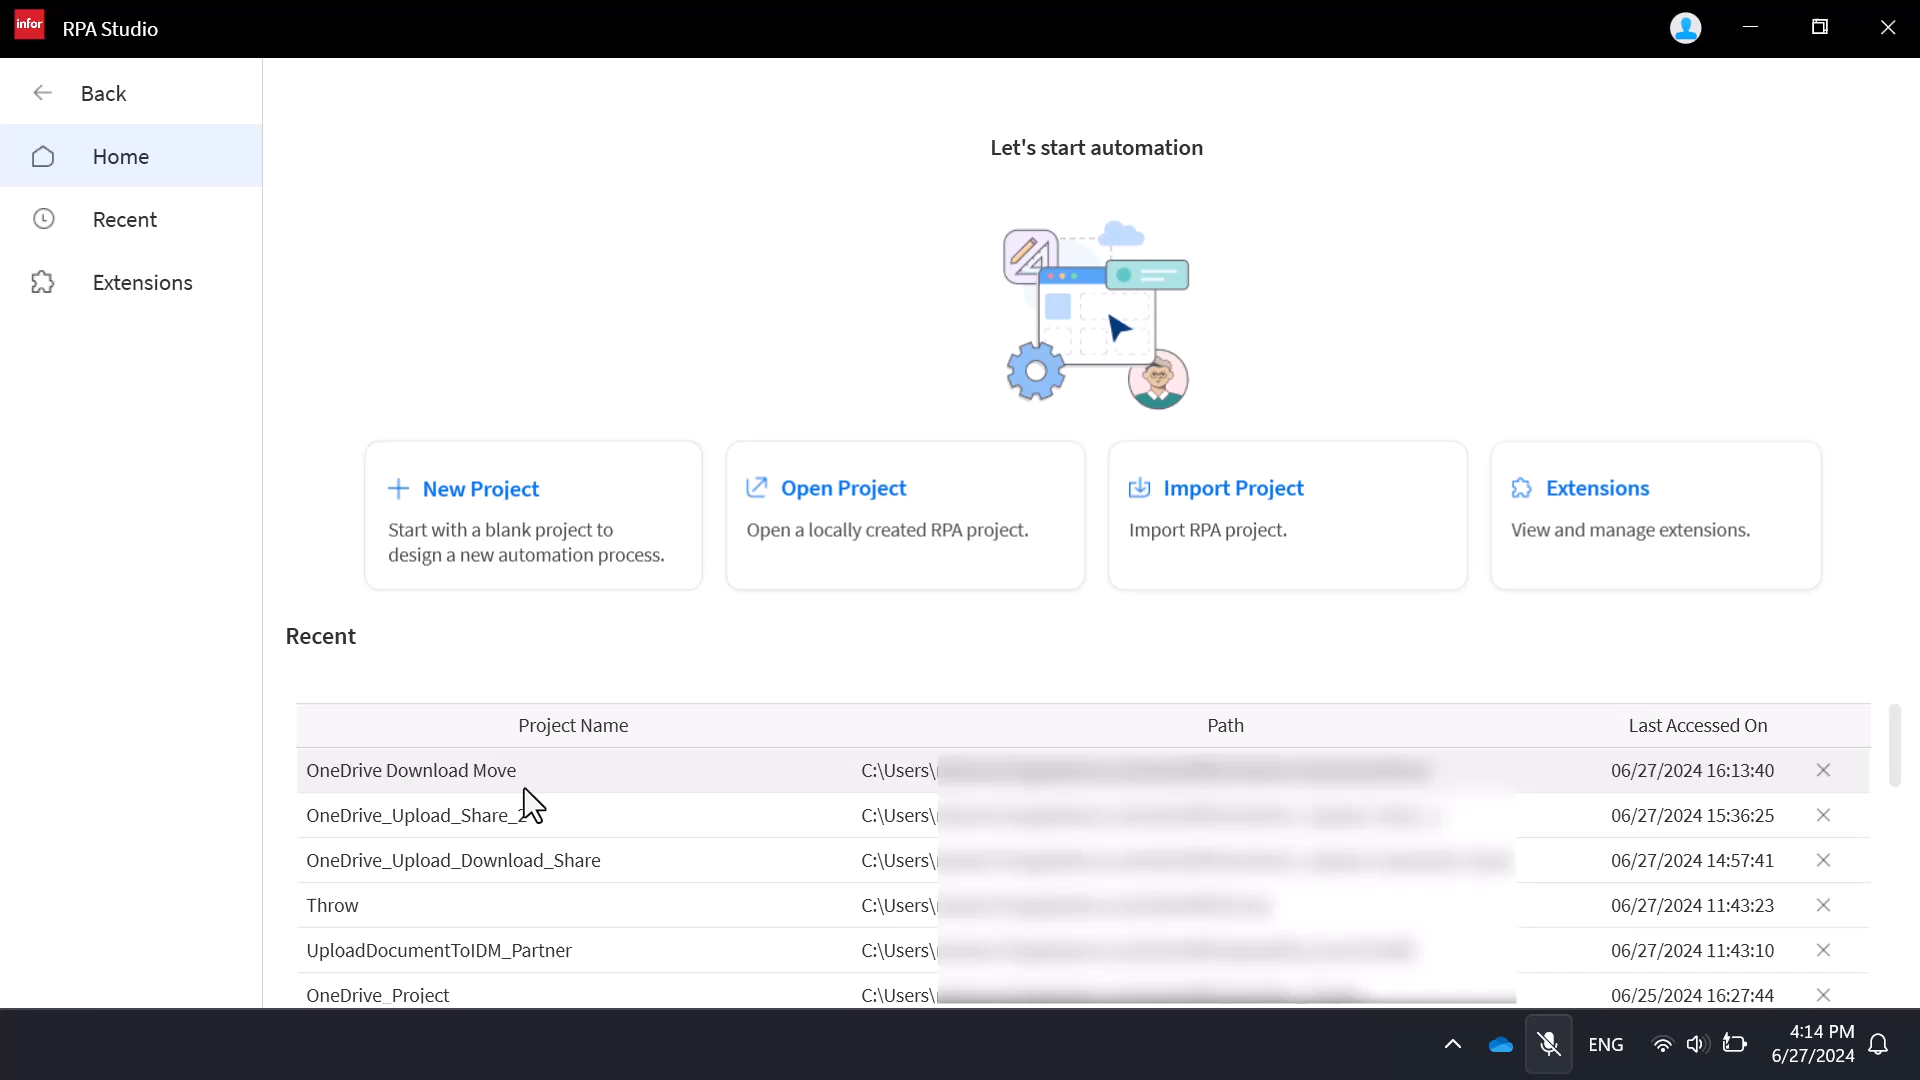 infor
RPA Studio
Back
Home
Recent
Extensions
Let's start automation
New Project
Start with a blank project to
design a new automation process.
Open Project
Open a locally created RPA project.
Import Project
Import RPA project.
Extensions
View and manage extensions.
Recent
Project Name Path Last Accessed On
OneDrive Download Move C:\Users\ 06/27/2024 16:13:40
OneDrive_Upload_Share_2 C:\Users\ 06/27/2024 15:36:25
OneDrive_Upload_Download_Share C:\Users\ 06/27/2024 14:57:41
Throw C:\Users\ 06/27/2024 11:43:23
UploadDocumentToIDM_Partner C:\Users\ 06/27/2024 11:43:10
OneDrive_Project C:\Users\ 06/25/2024 16:27:44
ENG
4:14 PM
6/27/2024